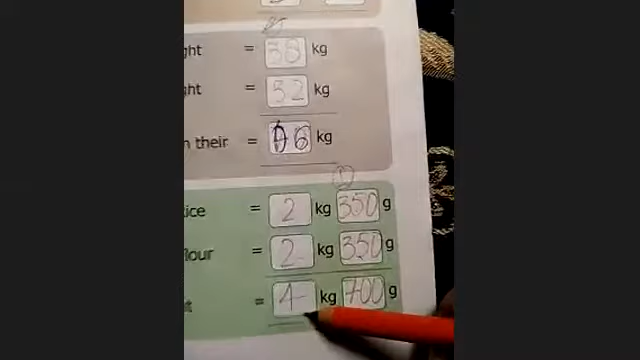 ght = 38 kg
ght = 32 kg
n their = 06 kg
ice = 2 kg 350 g
lour = 2 kg 350 g
t = 4 kg 700 g